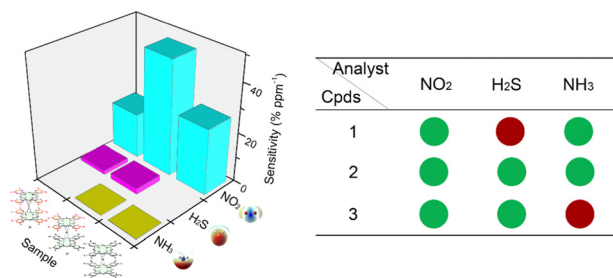 40
20
0
Sensitivity (% ppm⁻¹)
NO₂
H₂S
NH₃
Sample
Analyst
Cpds
NO₂ H₂S NH₃
1
2
3